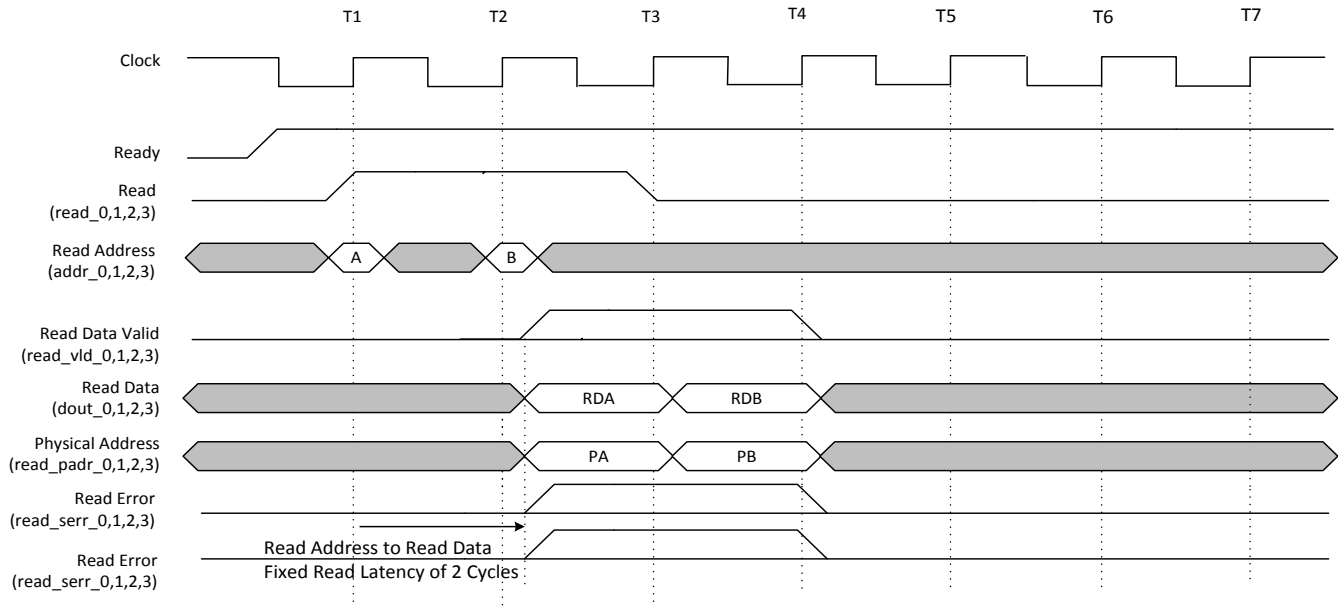 T1 T2 T3 T4 T5 T6 T7
Clock
Ready
Read
(read_0,1,2,3)
Read Address
(addr_0,1,2,3)
A B
Read Data Valid
(read_vld_0,1,2,3)
Read Data
(dout_0,1,2,3)
RDA RDB
Physical Address
(read_padr_0,1,2,3)
PA PB
Read Error
(read_serr_0,1,2,3)
Read Address to Read Data
Fixed Read Latency of 2 Cycles
Read Error
(read_serr_0,1,2,3)